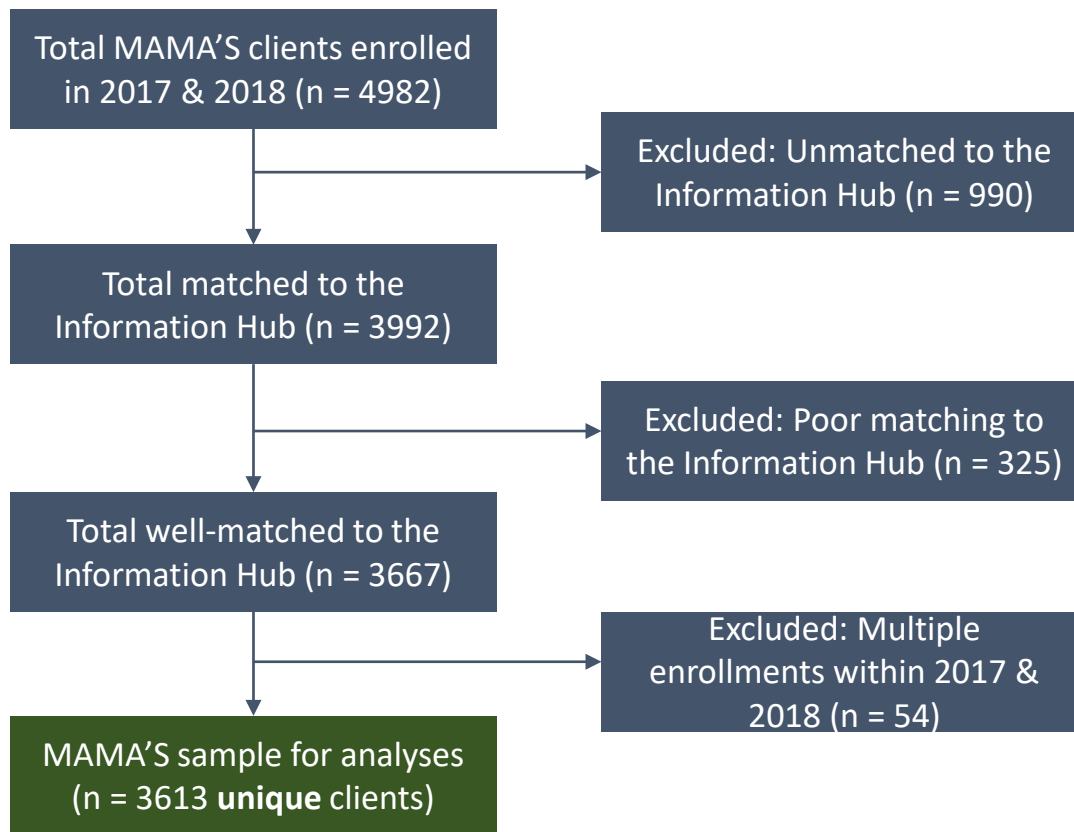 Total MAMA’S clients enrolled
in 2017 & 2018 (n = 4982)
Excluded: Unmatched to the
Information Hub (n = 990)
Total matched to the
Information Hub (n = 3992)
Excluded: Poor matching to
the Information Hub (n = 325)
Total well-matched to the
Information Hub (n = 3667)
Excluded: Multiple
enrollments within 2017 &
2018 (n = 54)
MAMA’S sample for analyses
(n = 3613 unique clients)